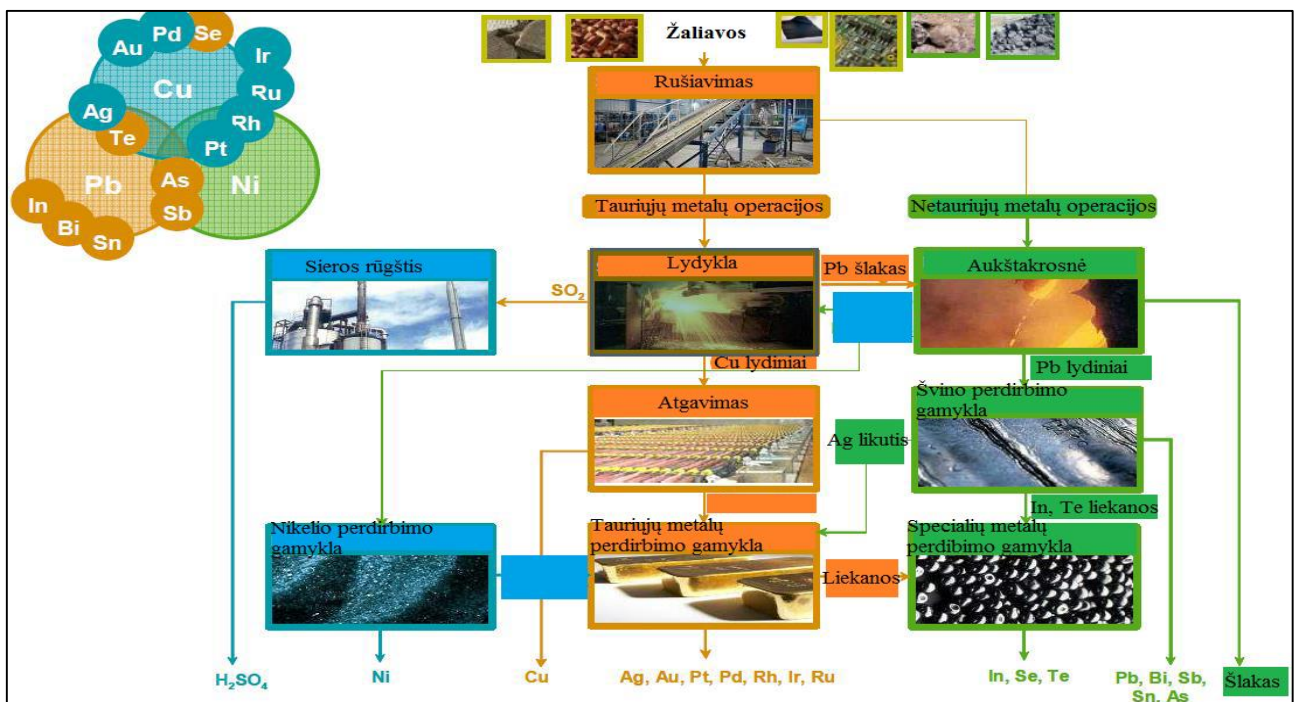 Au
Pd
Se
Ir
Cu
Ru
Ag
Rh
Te
Pt
Pb
As
Ni
In
Sb
Bi
Sn
Žaliavos
Rušiavimas
Tauriųjų metalų operacijos
Netauriųjų metalų operacijos
Sieros rūgštis
SO2
Lydykla
Pb šlakas
Aukštakrosnė
Cu lydiniai
Pb lydiniai
Atgavimas
Ag likutis
Švino perdirbimo
gamykla
In, Te liekanos
Nikelio perdirbimo
gamykla
Tauriųjų metalų
perdirbimo gamykla
Liekanos
Specialių metalų
perdibimo gamykla
H2SO4
Ni
Cu
Ag, Au, Pt, Pd, Rh, Ir, Ru
In, Se, Te
Pb, Bi, Sb,
Sn, As
Šlakas